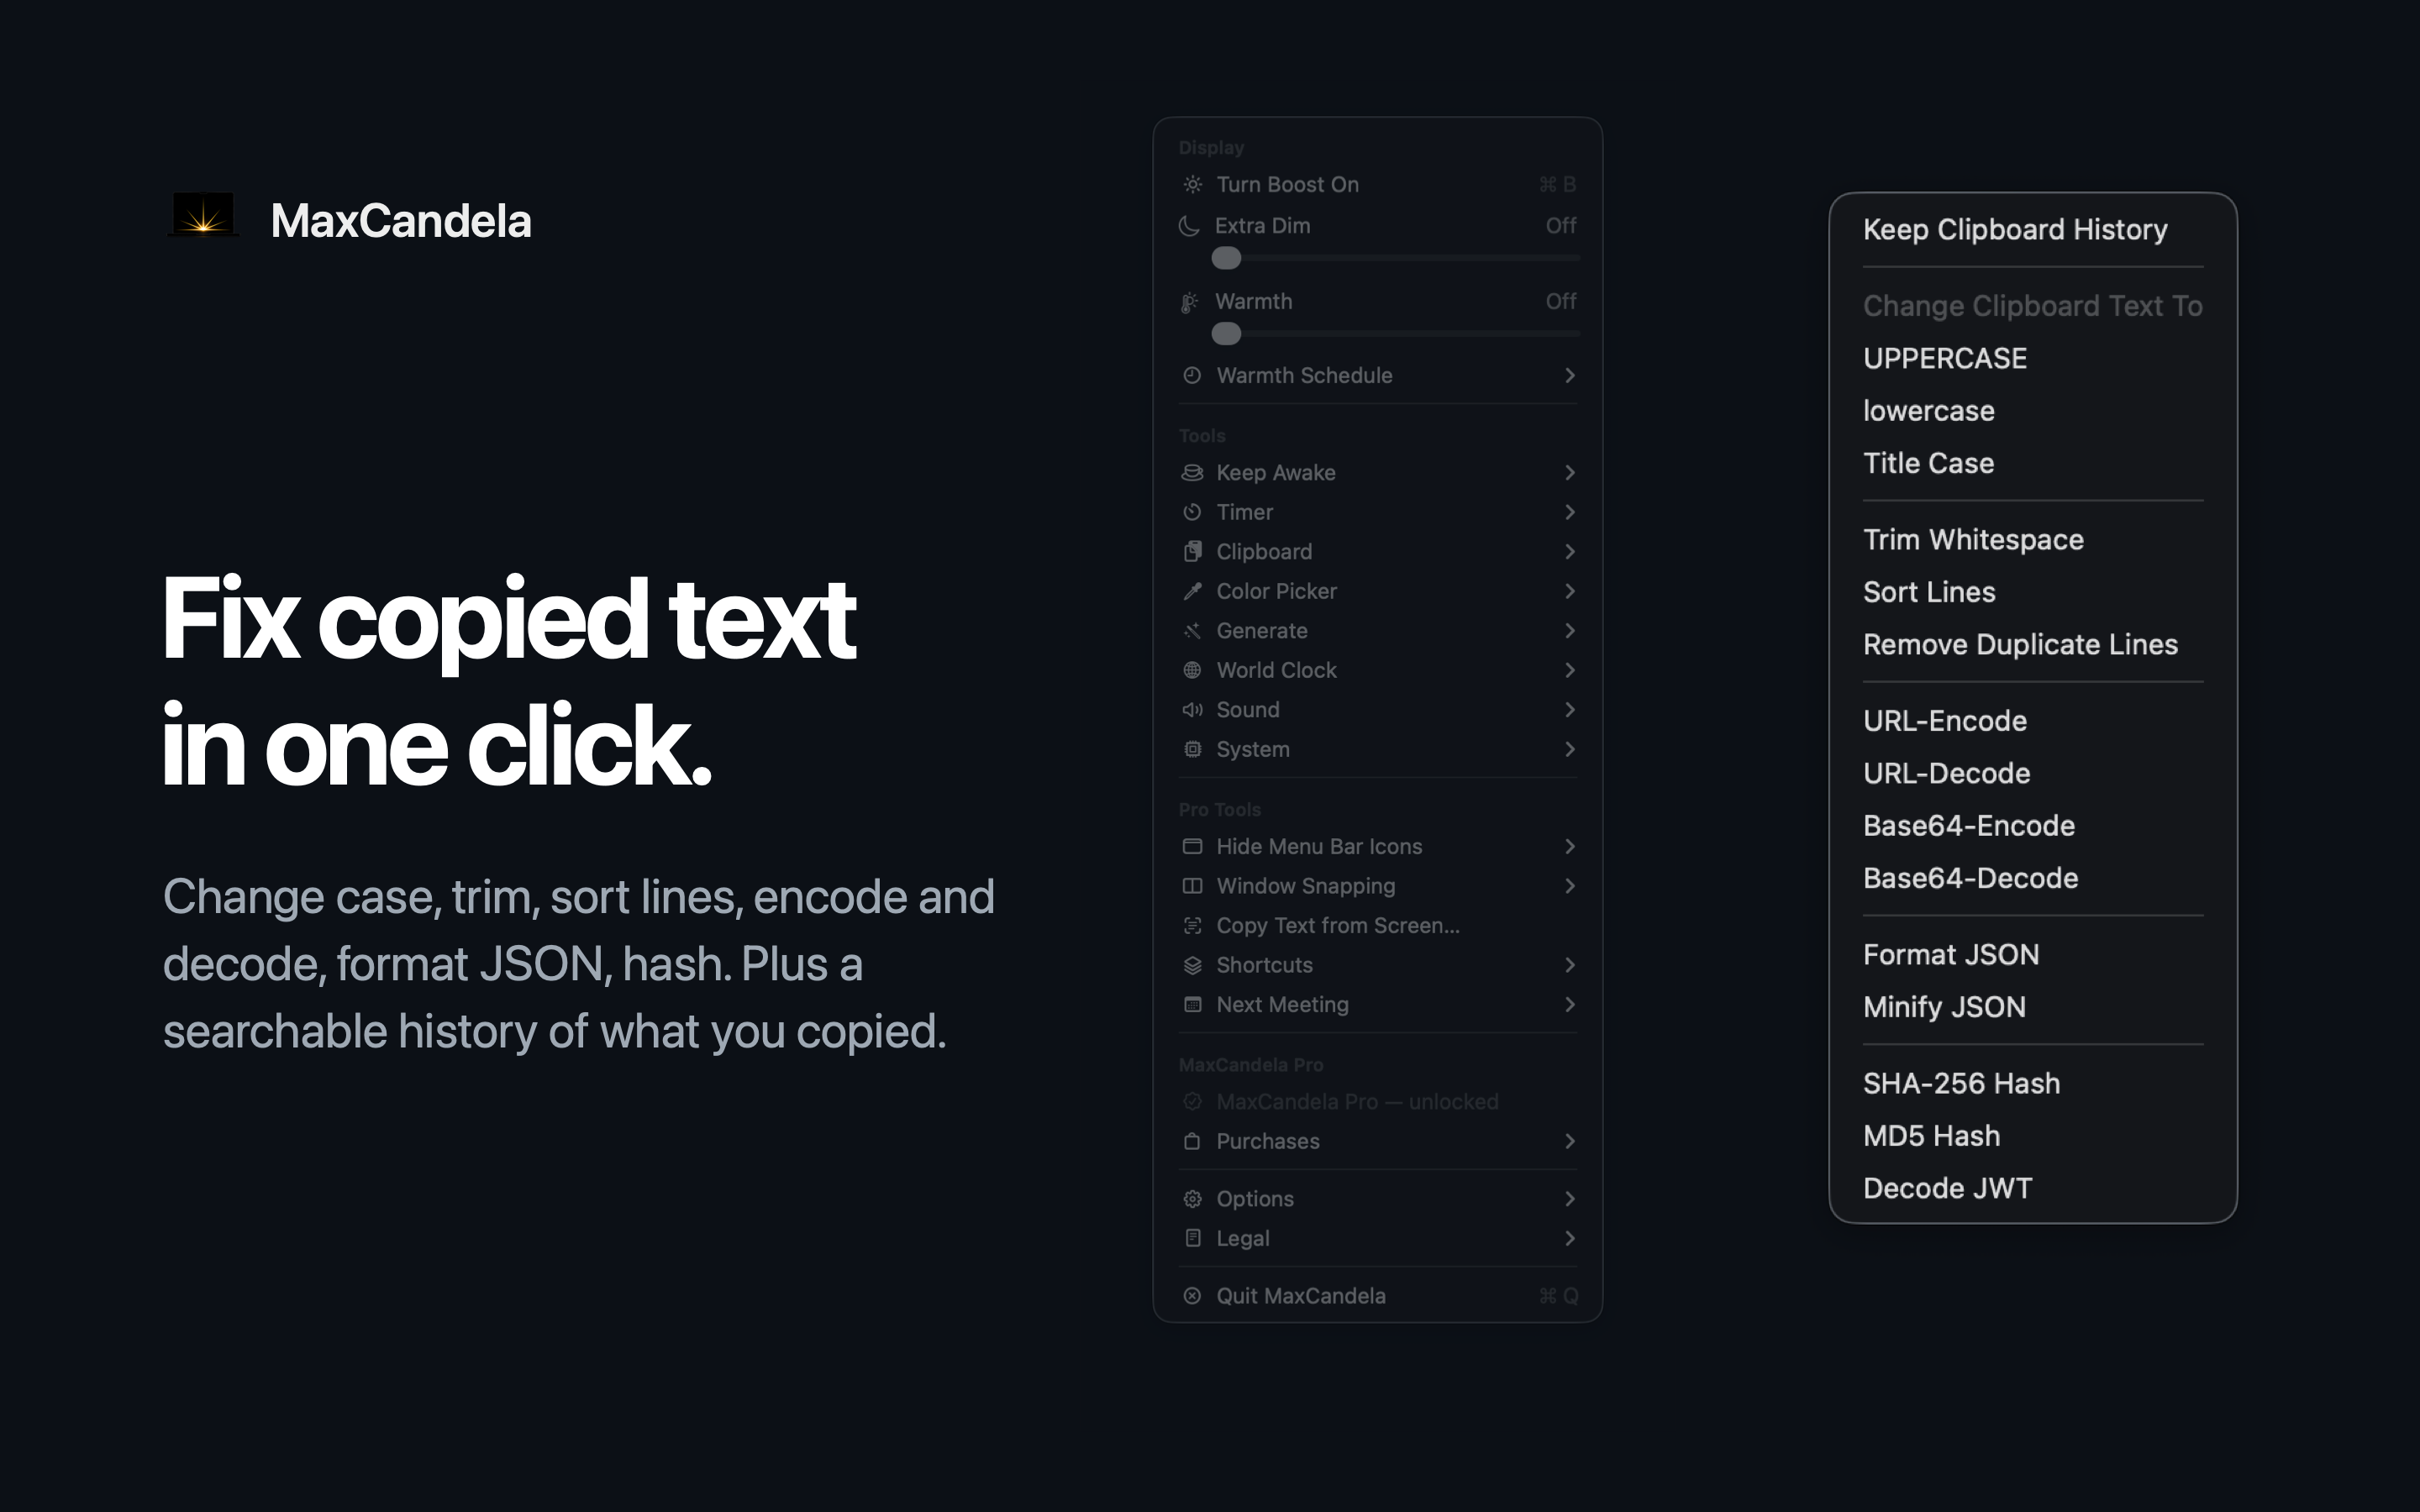 MaxCandela
Fix copied text
in one click.
Change case, trim, sort lines, encode and
decode, format JSON, hash. Plus a
searchable history of what you copied.
Display
Turn Boost On ⌘ B
Extra Dim Off
Warmth Off
Warmth Schedule
Tools
Keep Awake
Timer
Clipboard
Color Picker
Generate
World Clock
Sound
System
Pro Tools
Hide Menu Bar Icons
Window Snapping
Copy Text from Screen...
Shortcuts
Next Meeting
MaxCandela Pro
MaxCandela Pro — unlocked
Purchases
Options
Legal
Quit MaxCandela ⌘ Q
Keep Clipboard History
Change Clipboard Text To
UPPERCASE
lowercase
Title Case
Trim Whitespace
Sort Lines
Remove Duplicate Lines
URL-Encode
URL-Decode
Base64-Encode
Base64-Decode
Format JSON
Minify JSON
SHA-256 Hash
MD5 Hash
Decode JWT